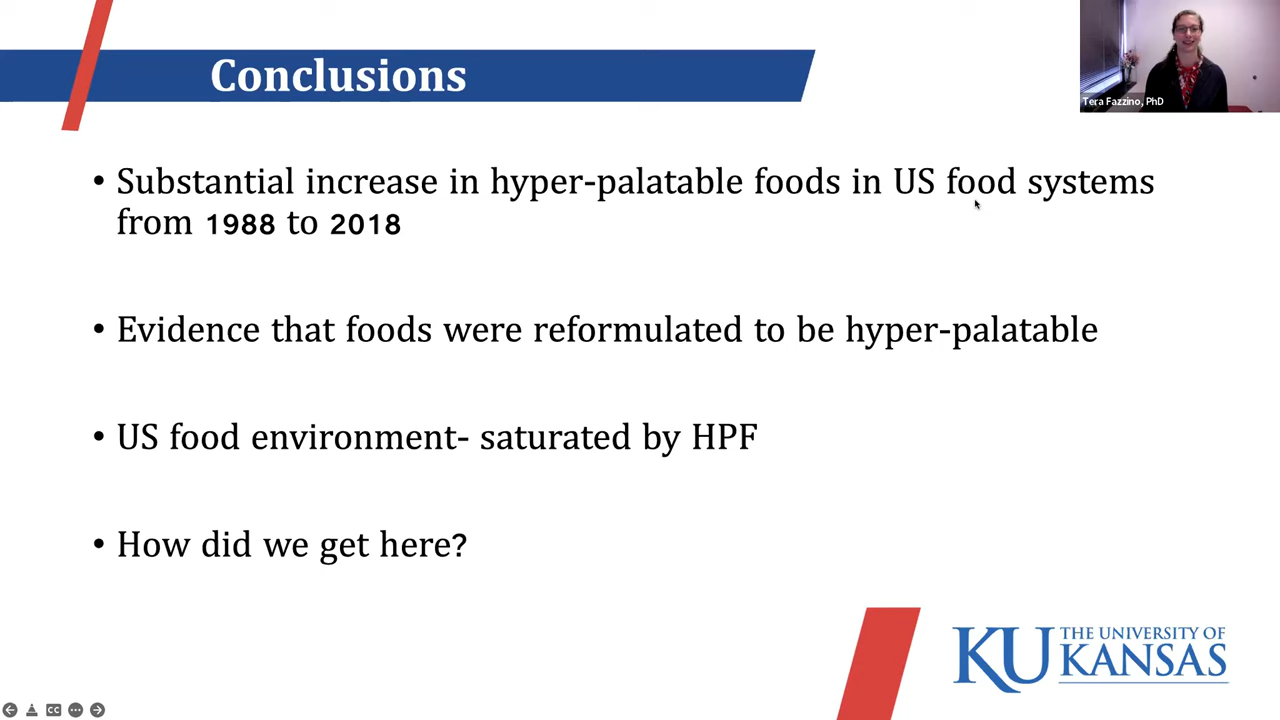 Conclusions
Tera Fazzino, PhD
• Substantial increase in hyper-palatable foods in US food systems
from 1988 to 2018
• Evidence that foods were reformulated to be hyper-palatable
• US food environment- saturated by HPF
• How did we get here?
KU THE UNIVERSITY OF
KANSAS
CC